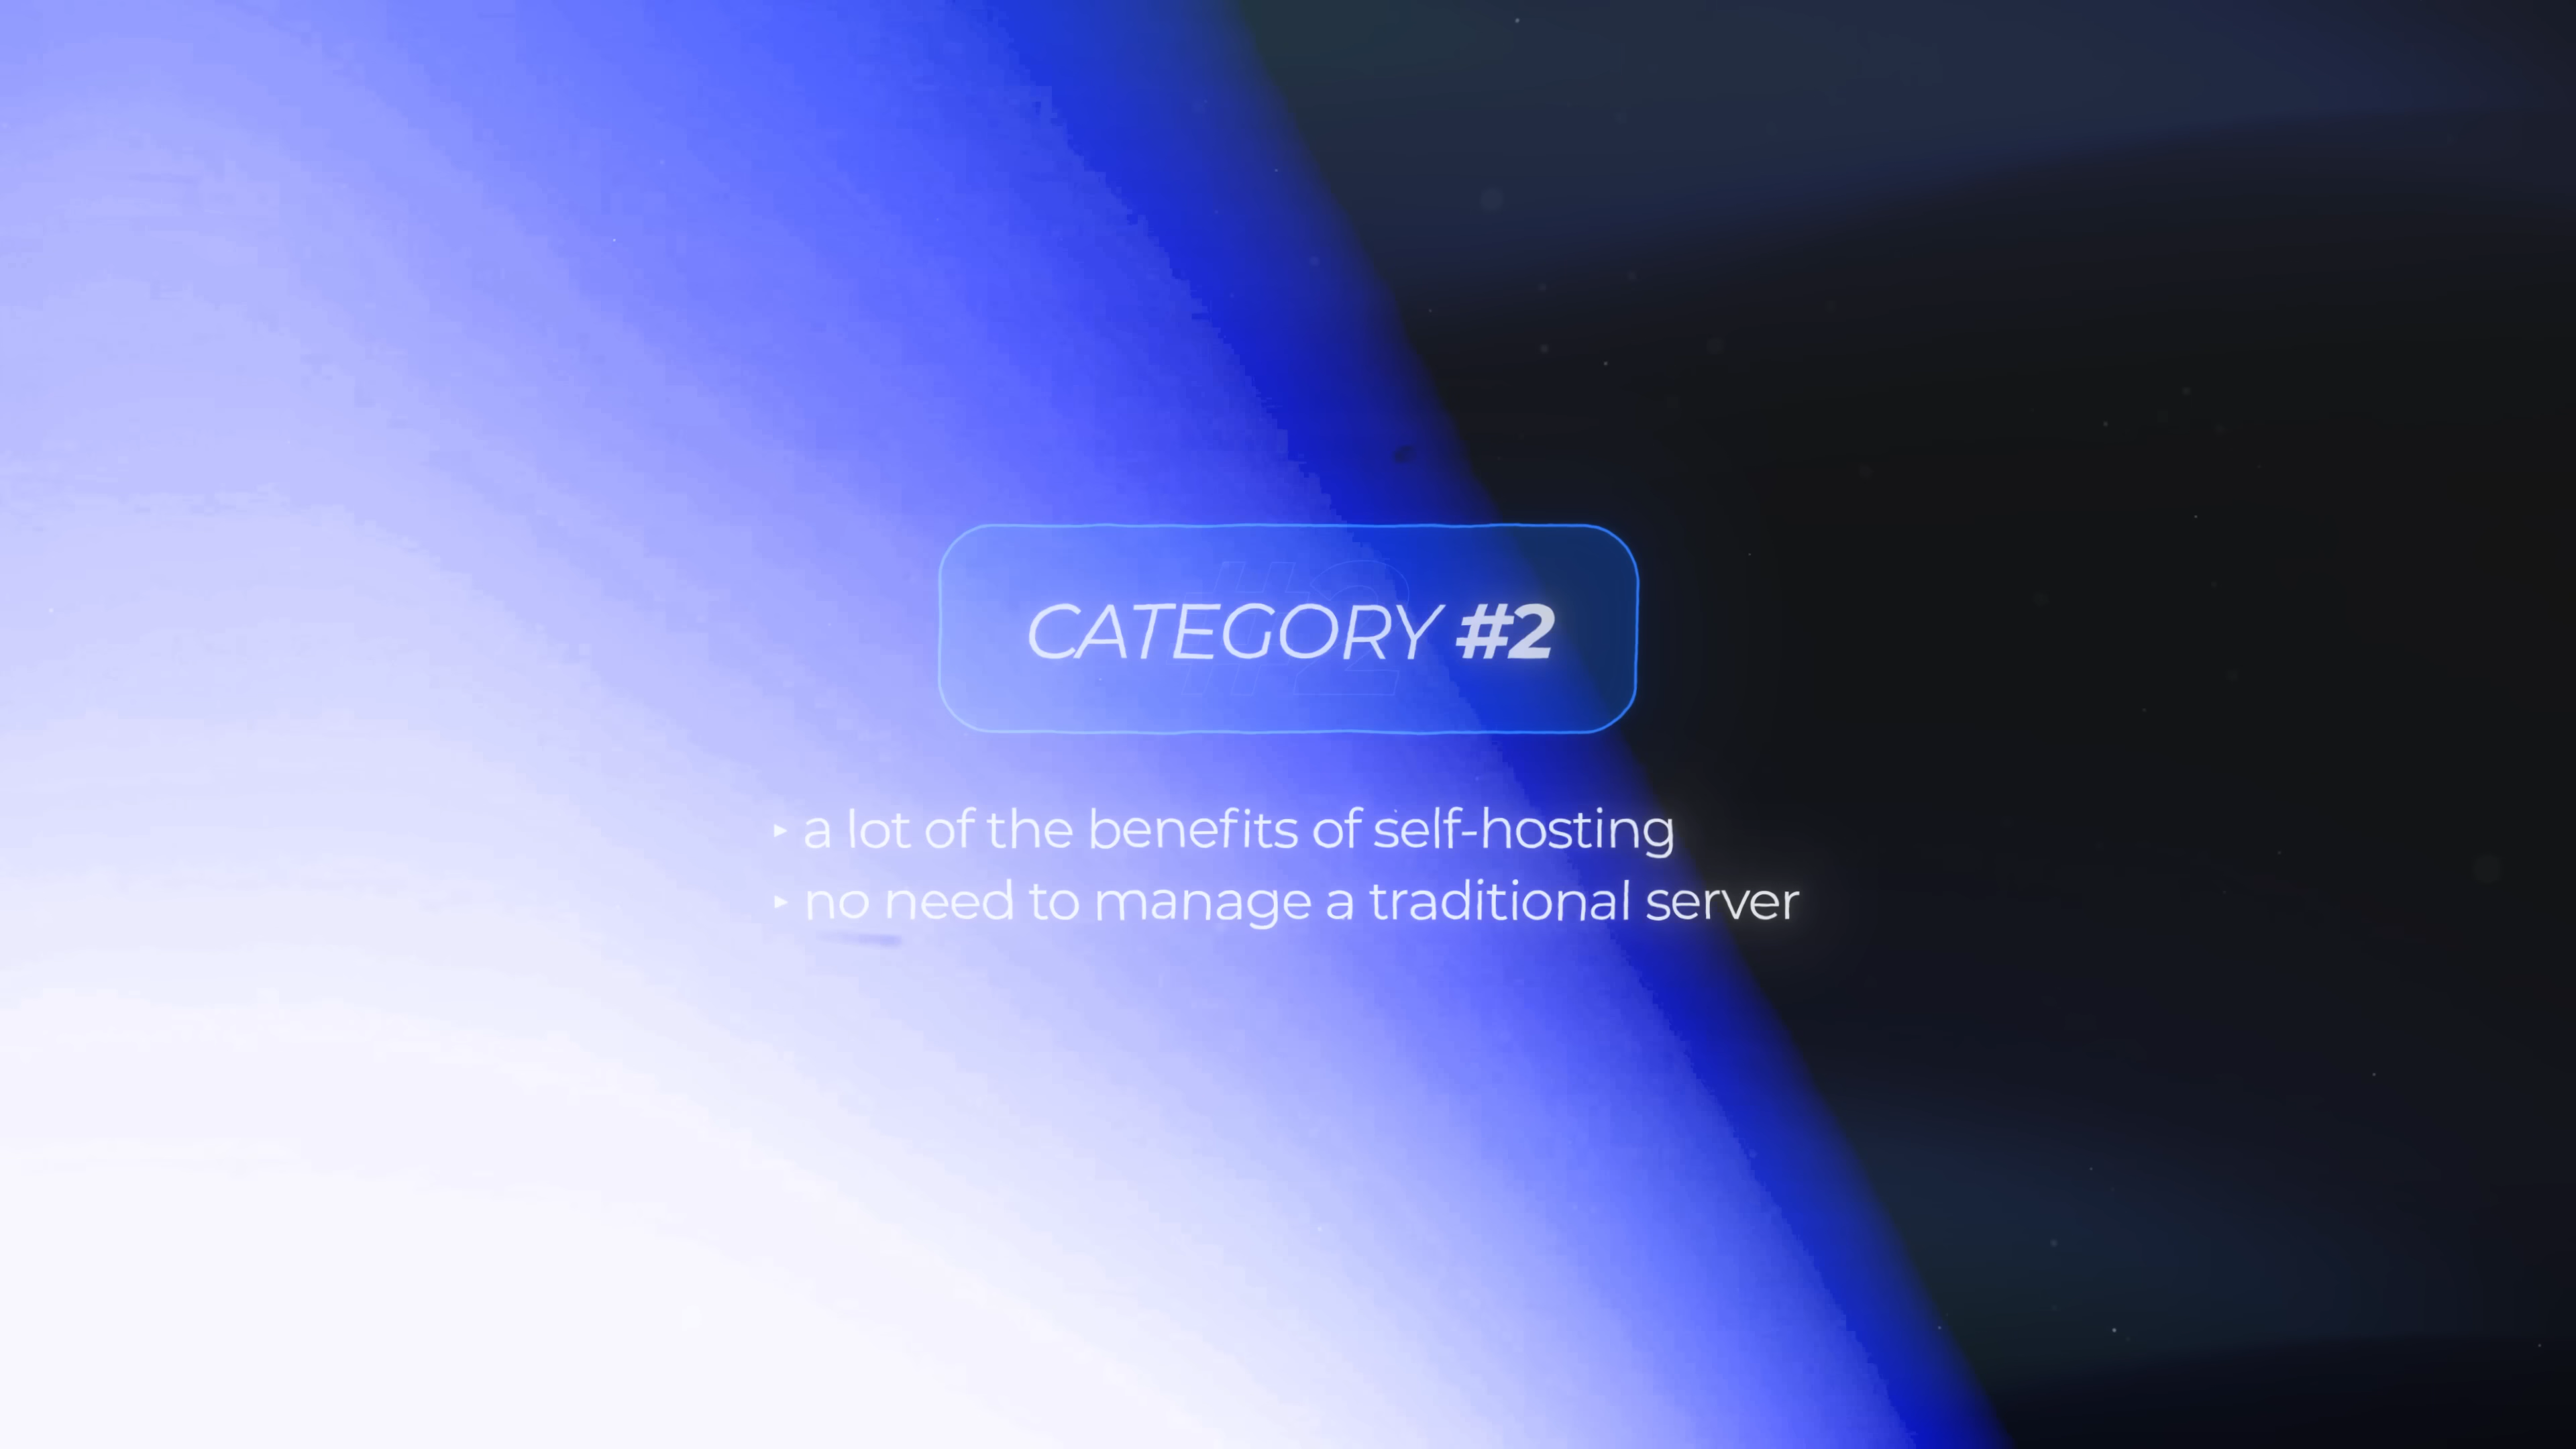 CATEGORY #2
▸ a lot of the benefits of self-hosting
▸ no need to manage a traditional server